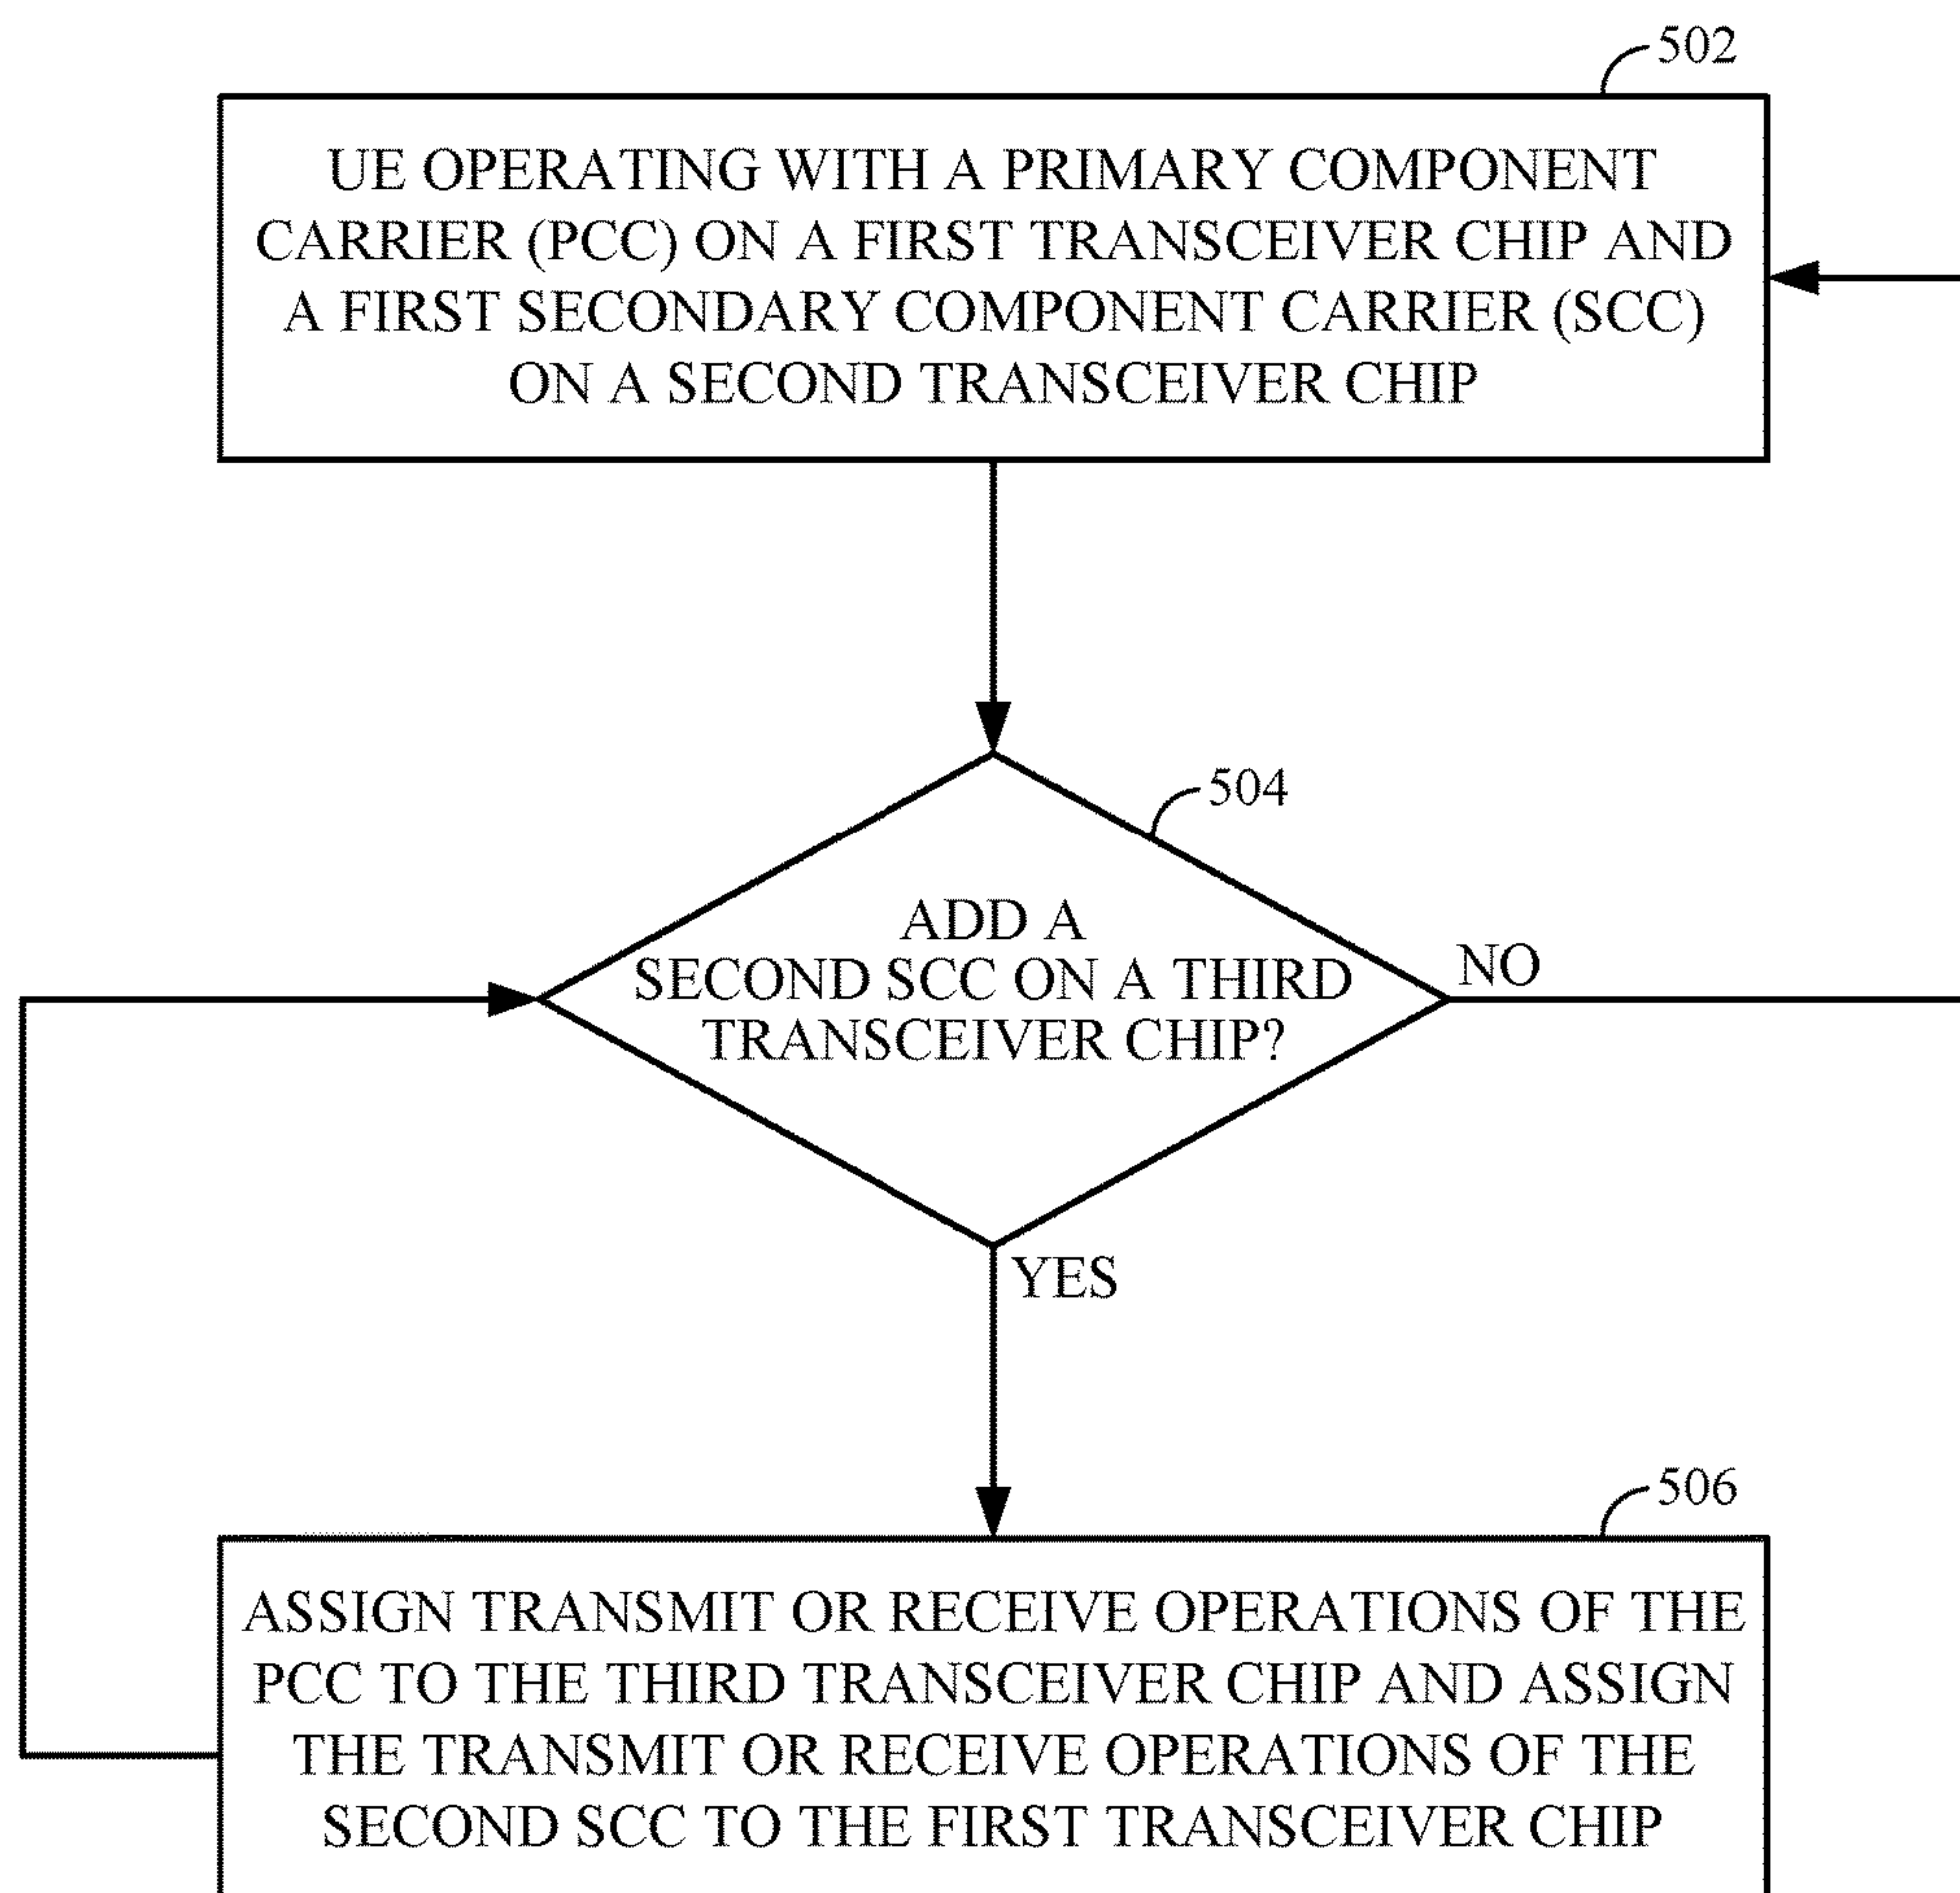 502
UE OPERATING WITH A PRIMARY COMPONENT
CARRIER (PCC) ON A FIRST TRANSCEIVER CHIP AND
A FIRST SECONDARY COMPONENT CARRIER (SCC)
ON A SECOND TRANSCEIVER CHIP
504
ADD A
SECOND SCC ON A THIRD
TRANSCEIVER CHIP?
NO
YES
506
ASSIGN TRANSMIT OR RECEIVE OPERATIONS OF THE
PCC TO THE THIRD TRANSCEIVER CHIP AND ASSIGN
THE TRANSMIT OR RECEIVE OPERATIONS OF THE
SECOND SCC TO THE FIRST TRANSCEIVER CHIP